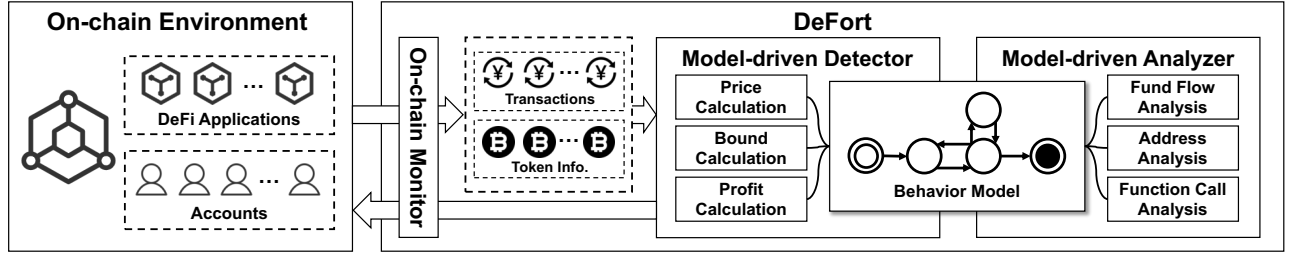 On-chain Environment
DeFi Applications
Accounts
DeFort
On-chain Monitor
Transactions
Token Info.
Model-driven Detector
Price
Calculation
Bound
Calculation
Profit
Calculation
Behavior Model
Model-driven Analyzer
Fund Flow
Analysis
Address
Analysis
Function Call
Analysis